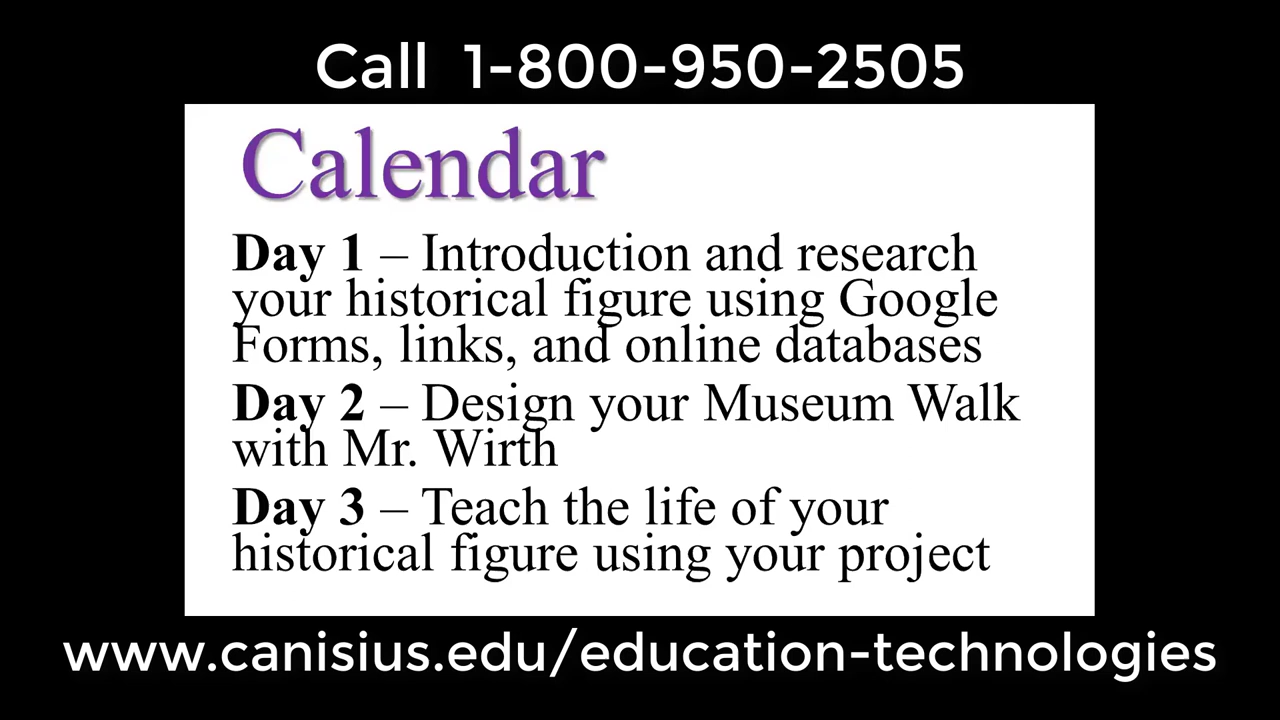 Call 1-800-950-2505
Calendar
Day 1 – Introduction and research
your historical figure using Google
Forms, links, and online databases
Day 2 – Design your Museum Walk
with Mr. Wirth
Day 3 – Teach the life of your
historical figure using your project
www.canisius.edu/education-technologies